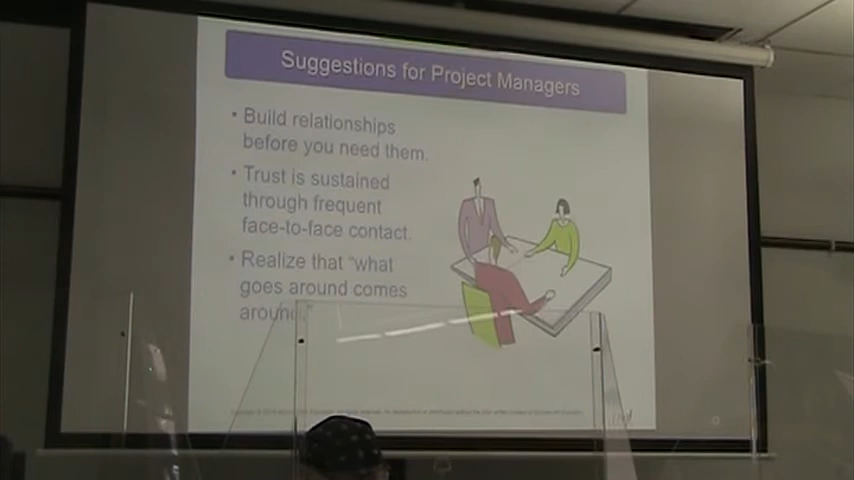 Suggestions for Project Managers
• Build relationships
before you need them.
• Trust is sustained
through frequent
face-to-face contact.
• Realize that “what
goes around comes
around.”